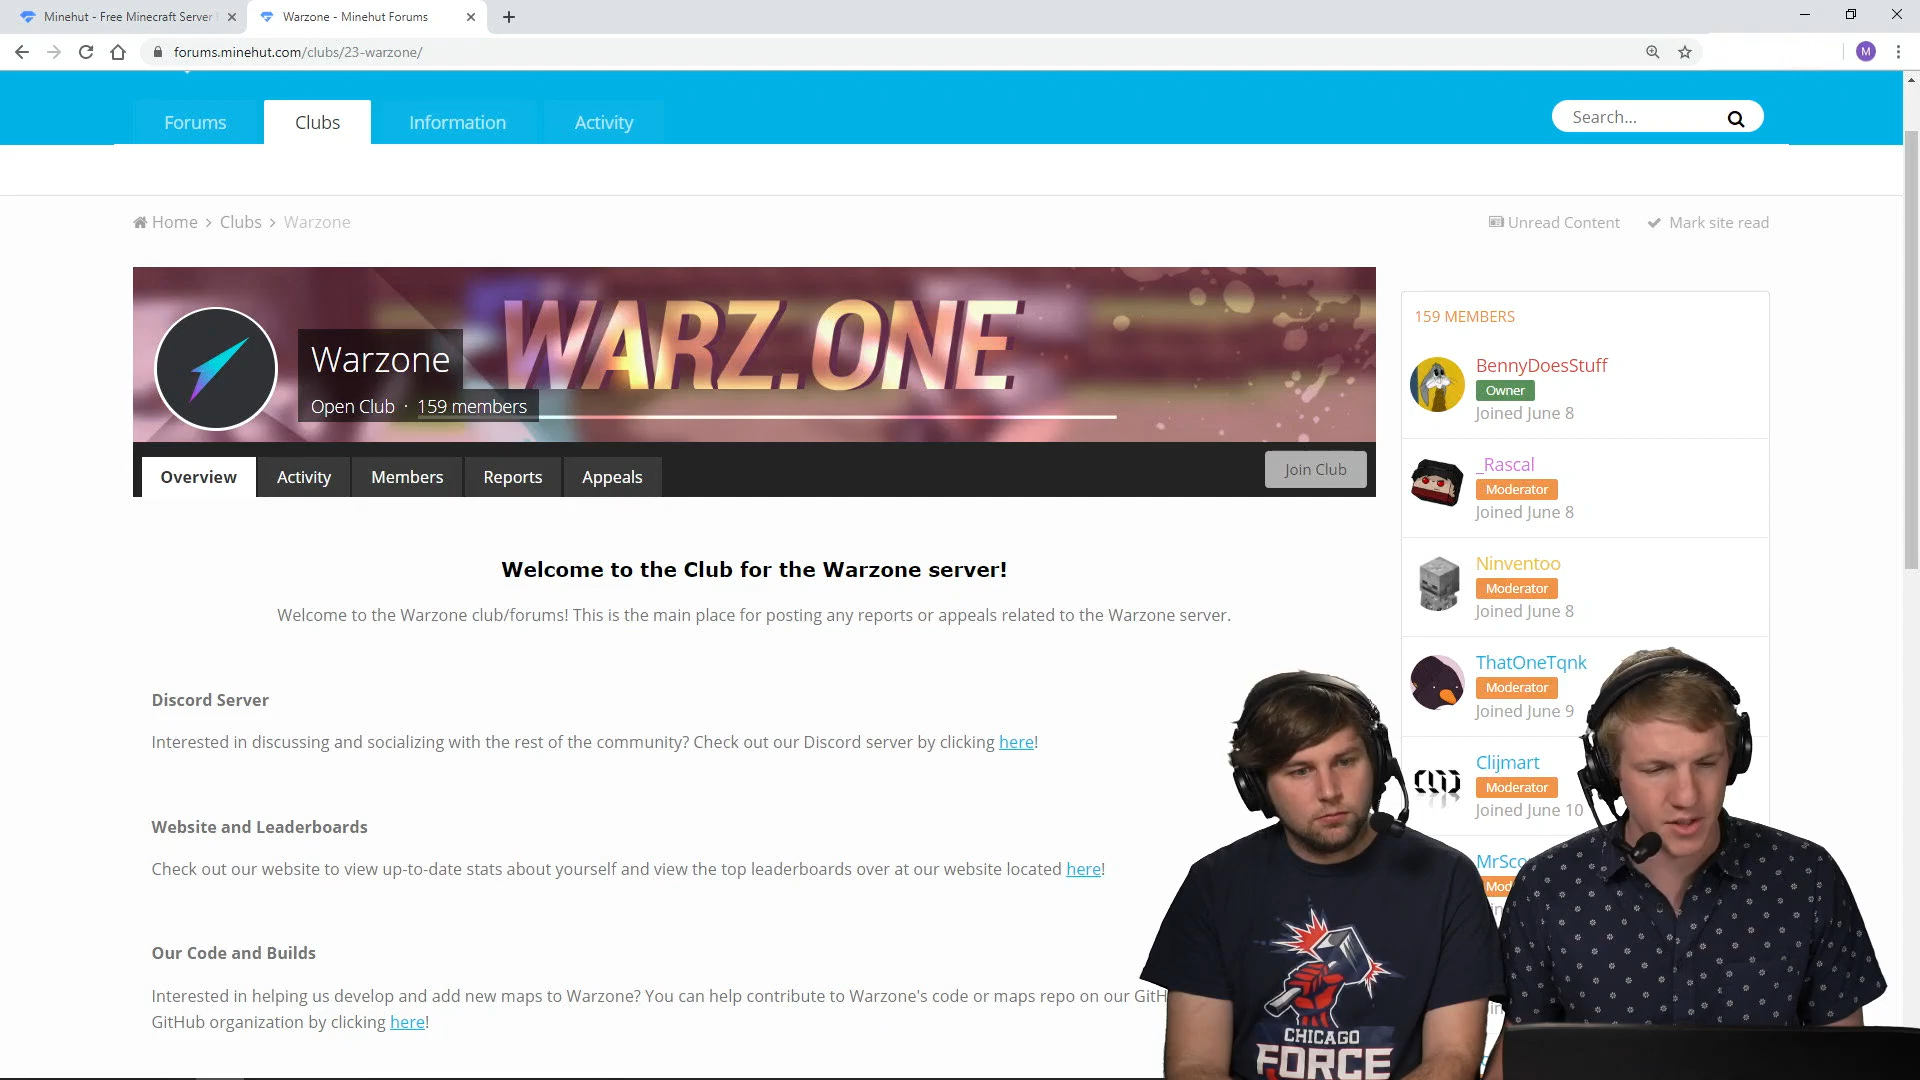 Minehut - Free Minecraft Server
Warzone - Minehut Forums
forums.minehut.com/clubs/23-warzone/
M
Forums
Clubs
Information
Activity
Search...
Home > Clubs > Warzone
Unread Content
Mark site read
WARZ.ONE
Warzone
Open Club · 159 members
Overview
Activity
Members
Reports
Appeals
Join Club
Welcome to the Club for the Warzone server!
Welcome to the Warzone club/forums! This is the main place for posting any reports or appeals related to the Warzone server.
Discord Server
Interested in discussing and socializing with the rest of the community? Check out our Discord server by clicking here!
Website and Leaderboards
Check out our website to view up-to-date stats about yourself and view the top leaderboards over at our website located here!
Our Code and Builds
Interested in helping us develop and add new maps to Warzone? You can help contribute to Warzone's code or maps repo on our GitH
GitHub organization by clicking here!
159 MEMBERS
BennyDoesStuff
Owner
Joined June 8
_Rascal
Moderator
Joined June 8
Ninventoo
Moderator
Joined June 8
ThatOneTqnk
Moderator
Joined June 9
Clijmart
Moderator
Joined June 10
MrSco
Mod
CHICAGO
FORCE